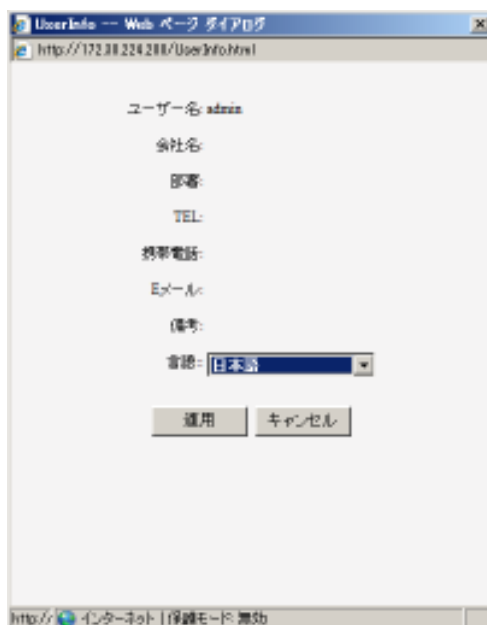 UserInfo -- Web ページ ダイアログ
http://172.30.224.200/UserInfo.html
ユーザー名: admin
会社名:
部署:
TEL:
携帯電話:
Eメール:
備考:
言語: 日本語
適用 キャンセル
http:// インターネット | 保護モード: 無効